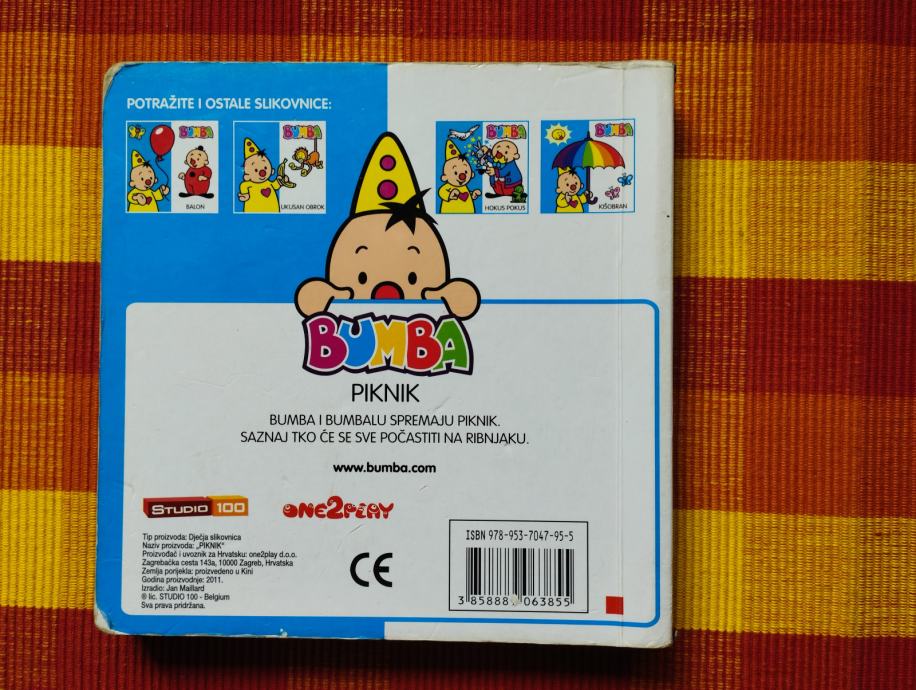 POTRAŽITE I OSTALE SLIKOVNICE:
BUMBA
BALON
BUMBA
UKUSAN OBROK
BUMBA
HOKUS POKUS
BUMBA
KIŠOBRAN
BUMBA
PIKNIK
BUMBA I BUMBALU SPREMAJU PIKNIK.
SAZNAJ TKO ĆE SE SVE POČASTITI NA RIBNJAKU.
www.bumba.com
STUDIO 100
ONE2PLAY
Tip proizvoda: Dječja slikovnica
Naziv proizvoda: „PIKNIK"
Proizvođač i uvoznik za Hrvatsku: one2play d.o.o.
Zagrebačka cesta 143a, 10000 Zagreb, Hrvatska
Zemlja porijekla: proizvedeno u Kini
Godina proizvodnje: 2011.
Izradio: Jan Maillard
® lic. STUDIO 100 - Belgium
Sva prava pridržana.
CE
ISBN 978-953-7047-95-5
3 858881 063855